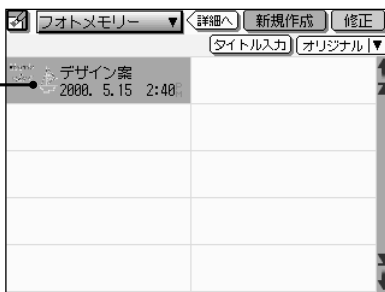 フォトメモリー ▼ 詳細へ 新規作成 修正
タイトル入力 オリジナル ▼
デザイン案
2000. 5.15 2:40